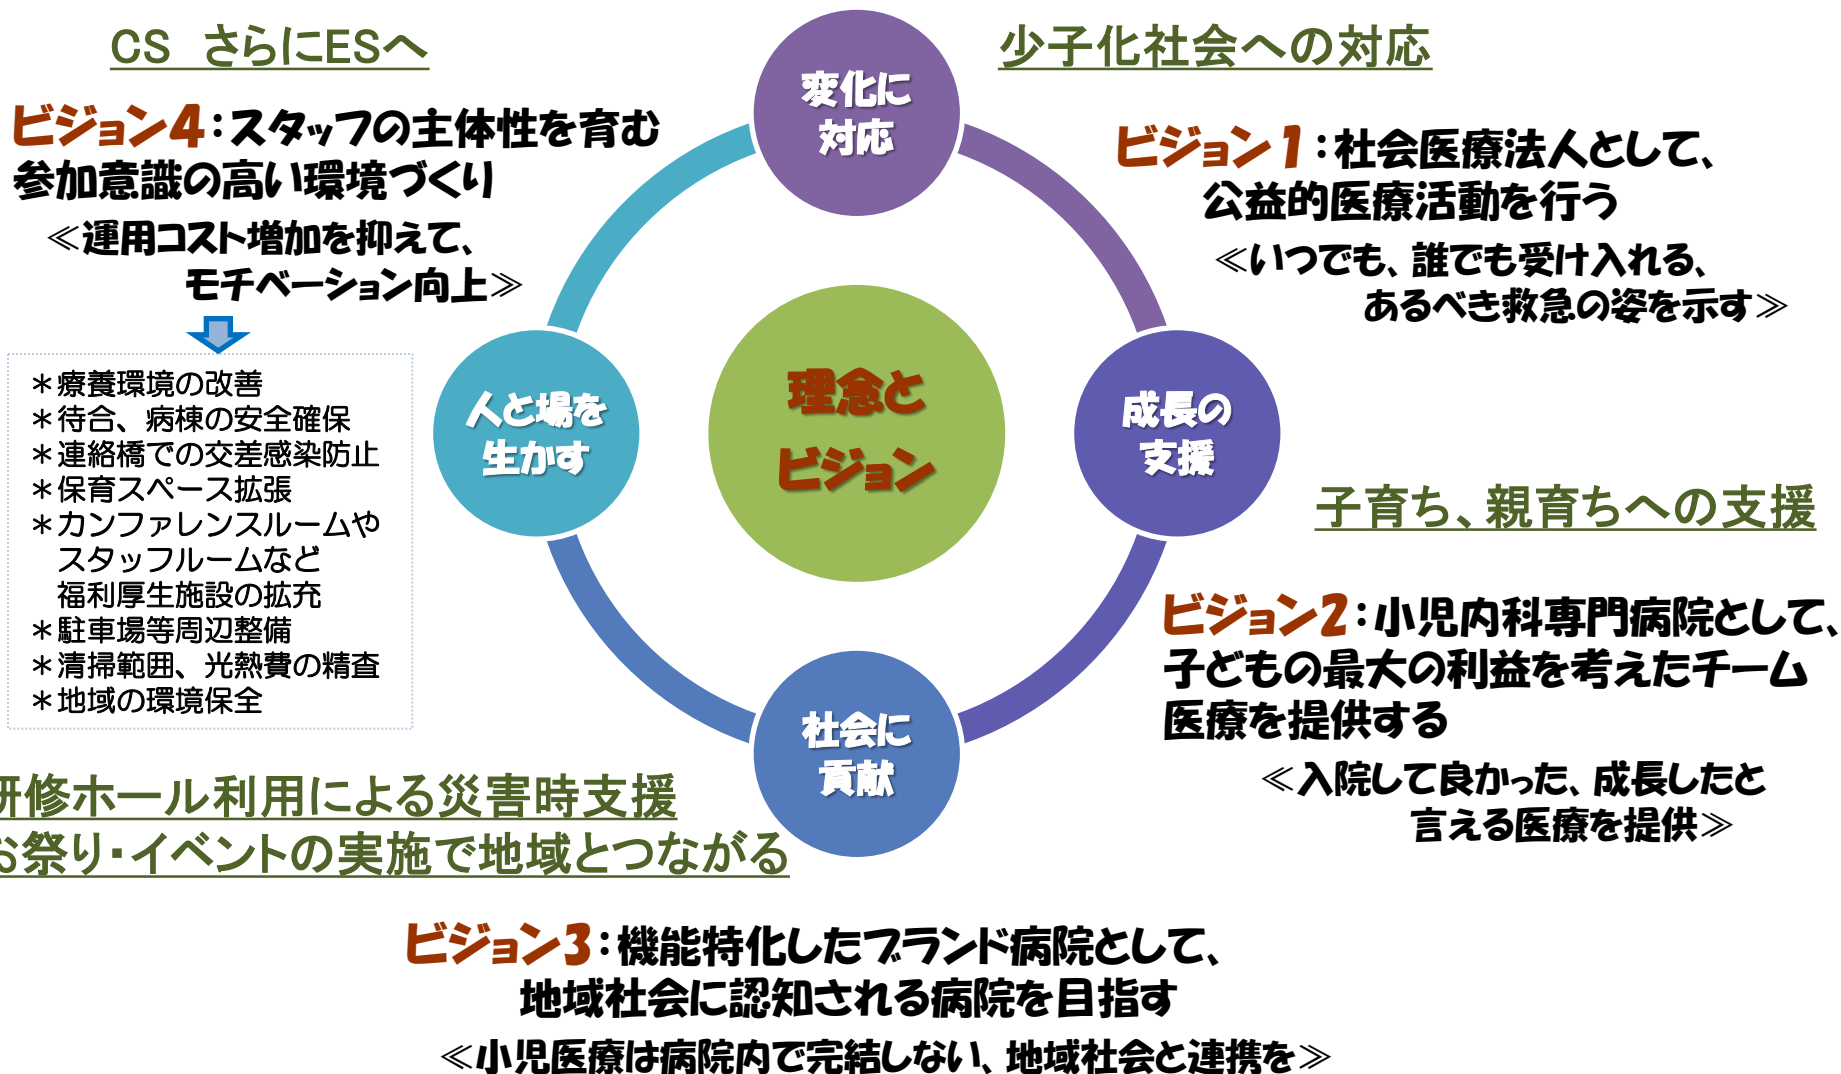 CS さらにESへ
ビジョン4：スタッフの主体性を育む
参加意識の高い環境づくり
≪運用コスト増加を抑えて、
モチベーション向上≫
＊療養環境の改善
＊待合、病棟の安全確保
＊連絡橋での交差感染防止
＊保育スペース拡張
＊カンファレンスルームや
スタッフルームなど
福利厚生施設の拡充
＊駐車場等周辺整備
＊清掃範囲、光熱費の精査
＊地域の環境保全
変化に
対応
人と場を
生かす
理念と
ビジョン
成長の
支援
社会に
貢献
少子化社会への対応
ビジョン1：社会医療法人として、
公益的医療活動を行う
≪いつでも、誰でも受け入れる、
あるべき救急の姿を示す≫
子育ち、親育ちへの支援
ビジョン2：小児内科専門病院として、
子どもの最大の利益を考えたチーム
医療を提供する
≪入院して良かった、成長したと
言える医療を提供≫
研修ホール利用による災害時支援
お祭り・イベントの実施で地域とつながる
ビジョン3：機能特化したブランド病院として、
地域社会に認知される病院を目指す
≪小児医療は病院内で完結しない、地域社会と連携を≫